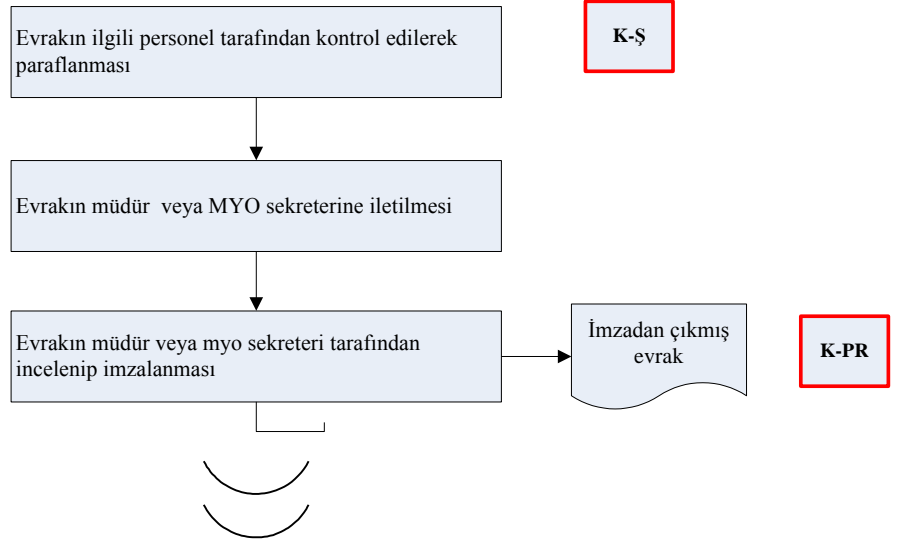 Evrakın ilgili personel tarafından kontrol edilerek
paraflanması
K-Ş
Evrakın müdür  veya MYO sekreterine iletilmesi
Evrakın müdür veya myo sekreteri tarafından
incelenip imzalanması
İmzadan çıkmış
evrak
K-PR